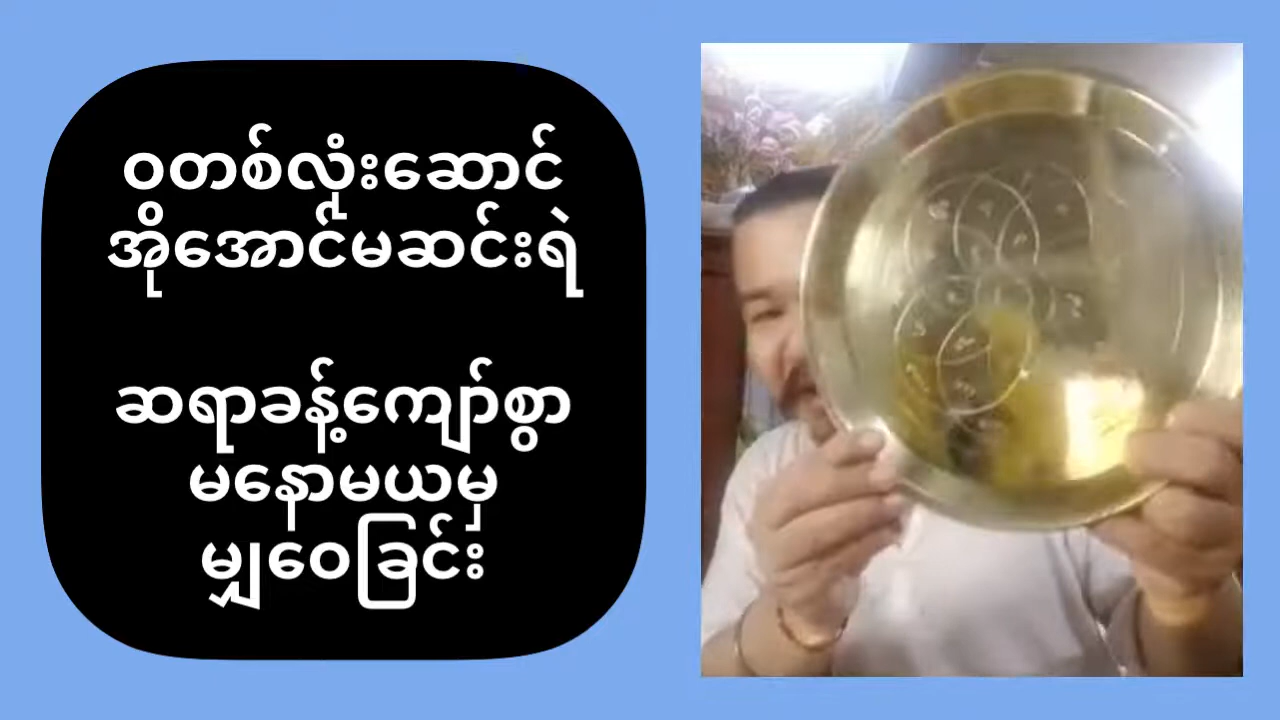 ဝတစ်လုံးဆောင်
အိုအောင်မဆင်းရဲ
ဆရာခန့်ကျော်စွာ
မနောမယမှ
မျှဝေခြင်း